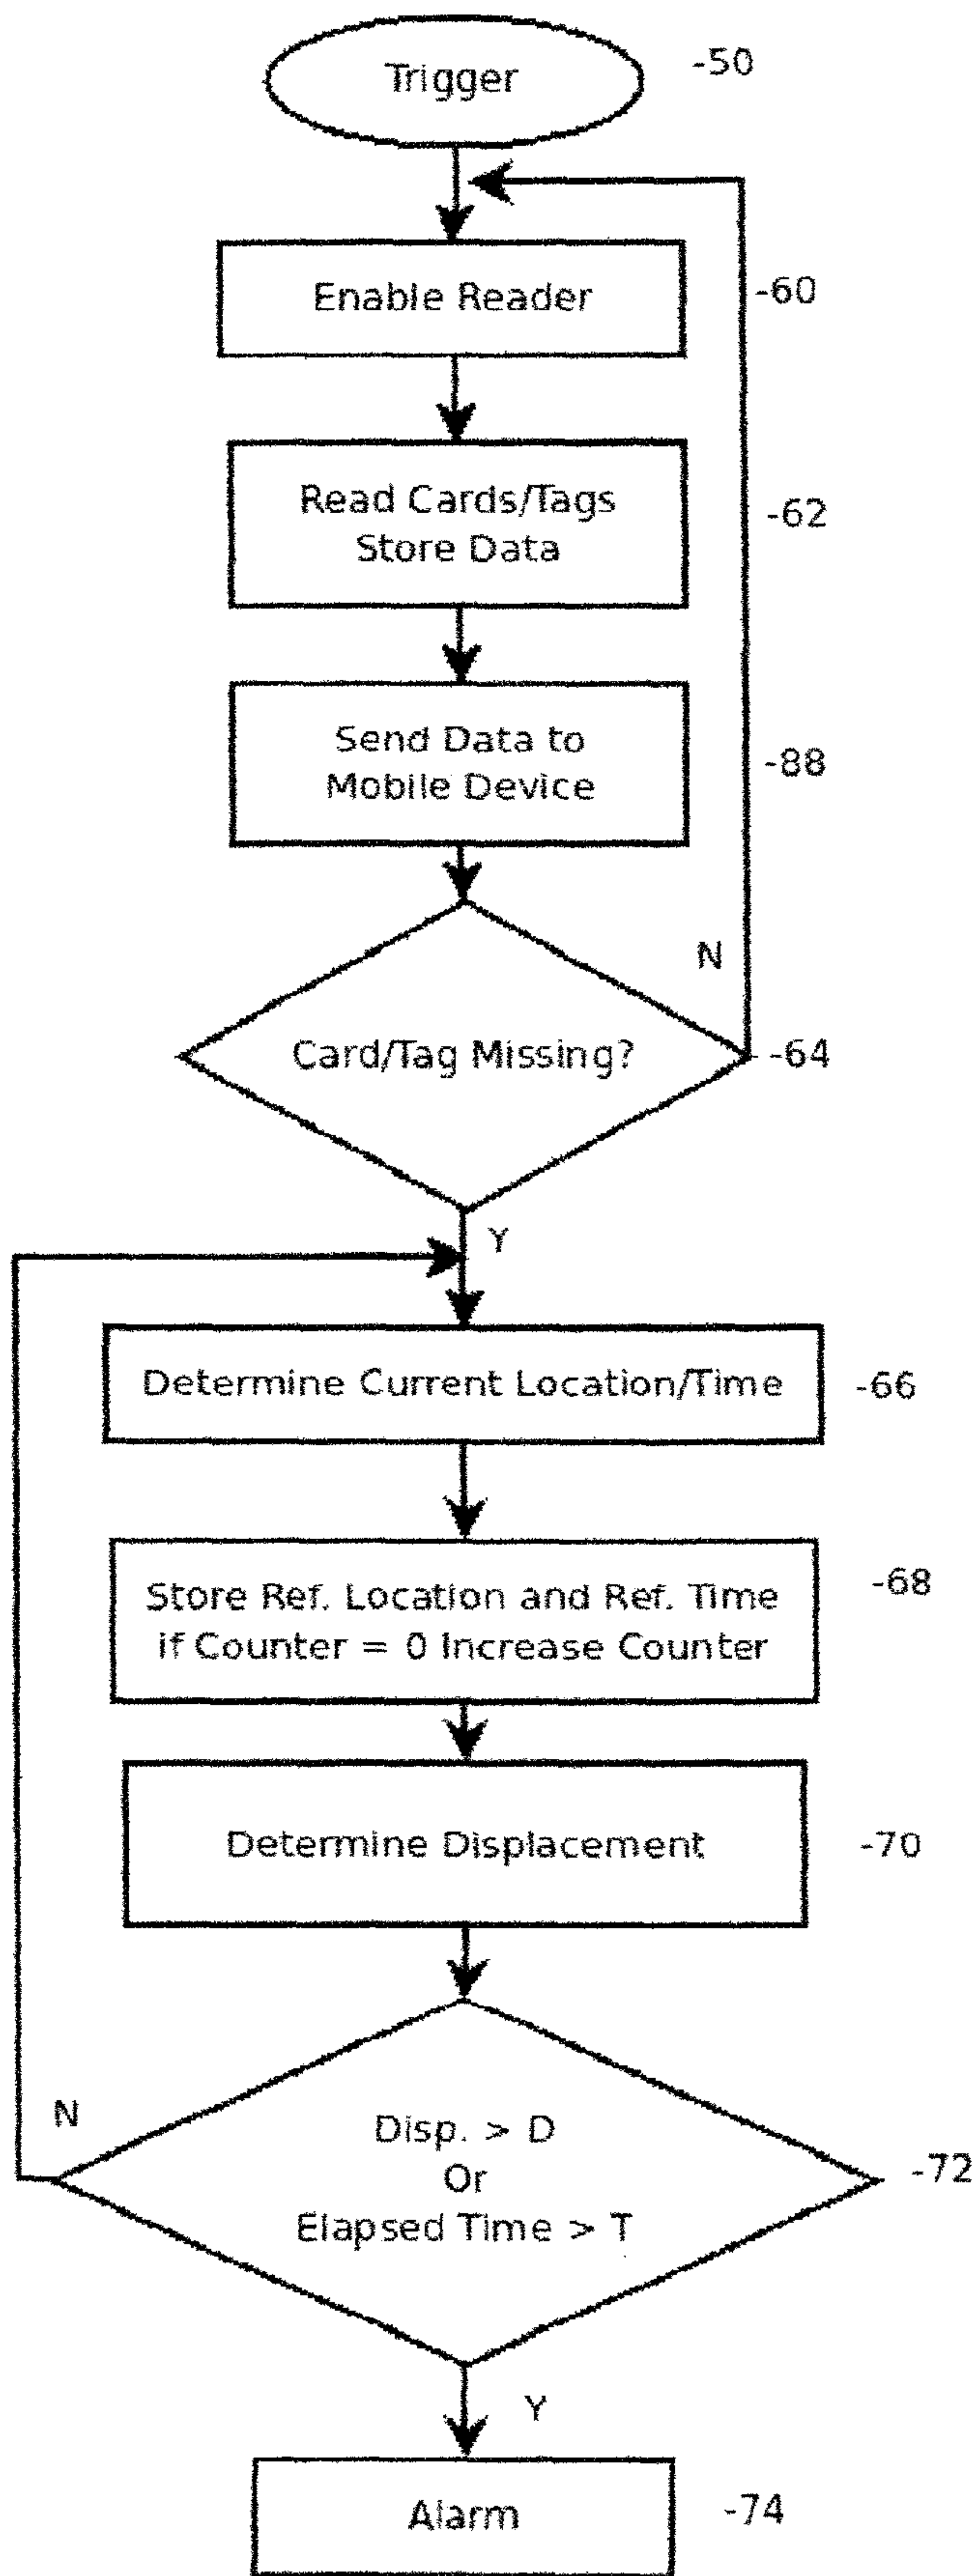 Trigger
-50
Enable Reader
-60
Read Cards/Tags
Store Data
-62
Send Data to
Mobile Device
-88
N
Card/Tag Missing?
-64
Y
Determine Current Location/Time
-66
Store Ref. Location and Ref. Time
if Counter = 0 Increase Counter
-68
Determine Displacement
-70
N
Disp. > D
Or
Elapsed Time > T
-72
Y
Alarm
-74